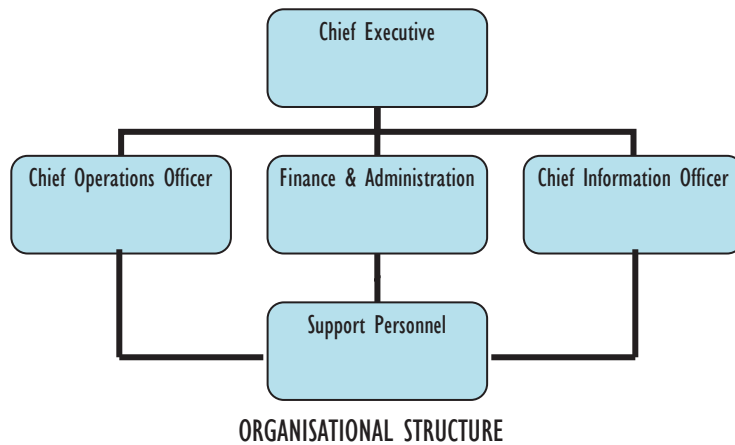 Chief Executive
Chief Operations Officer
Finance & Administration
Chief Information Officer
Support Personnel
ORGANISATIONAL STRUCTURE